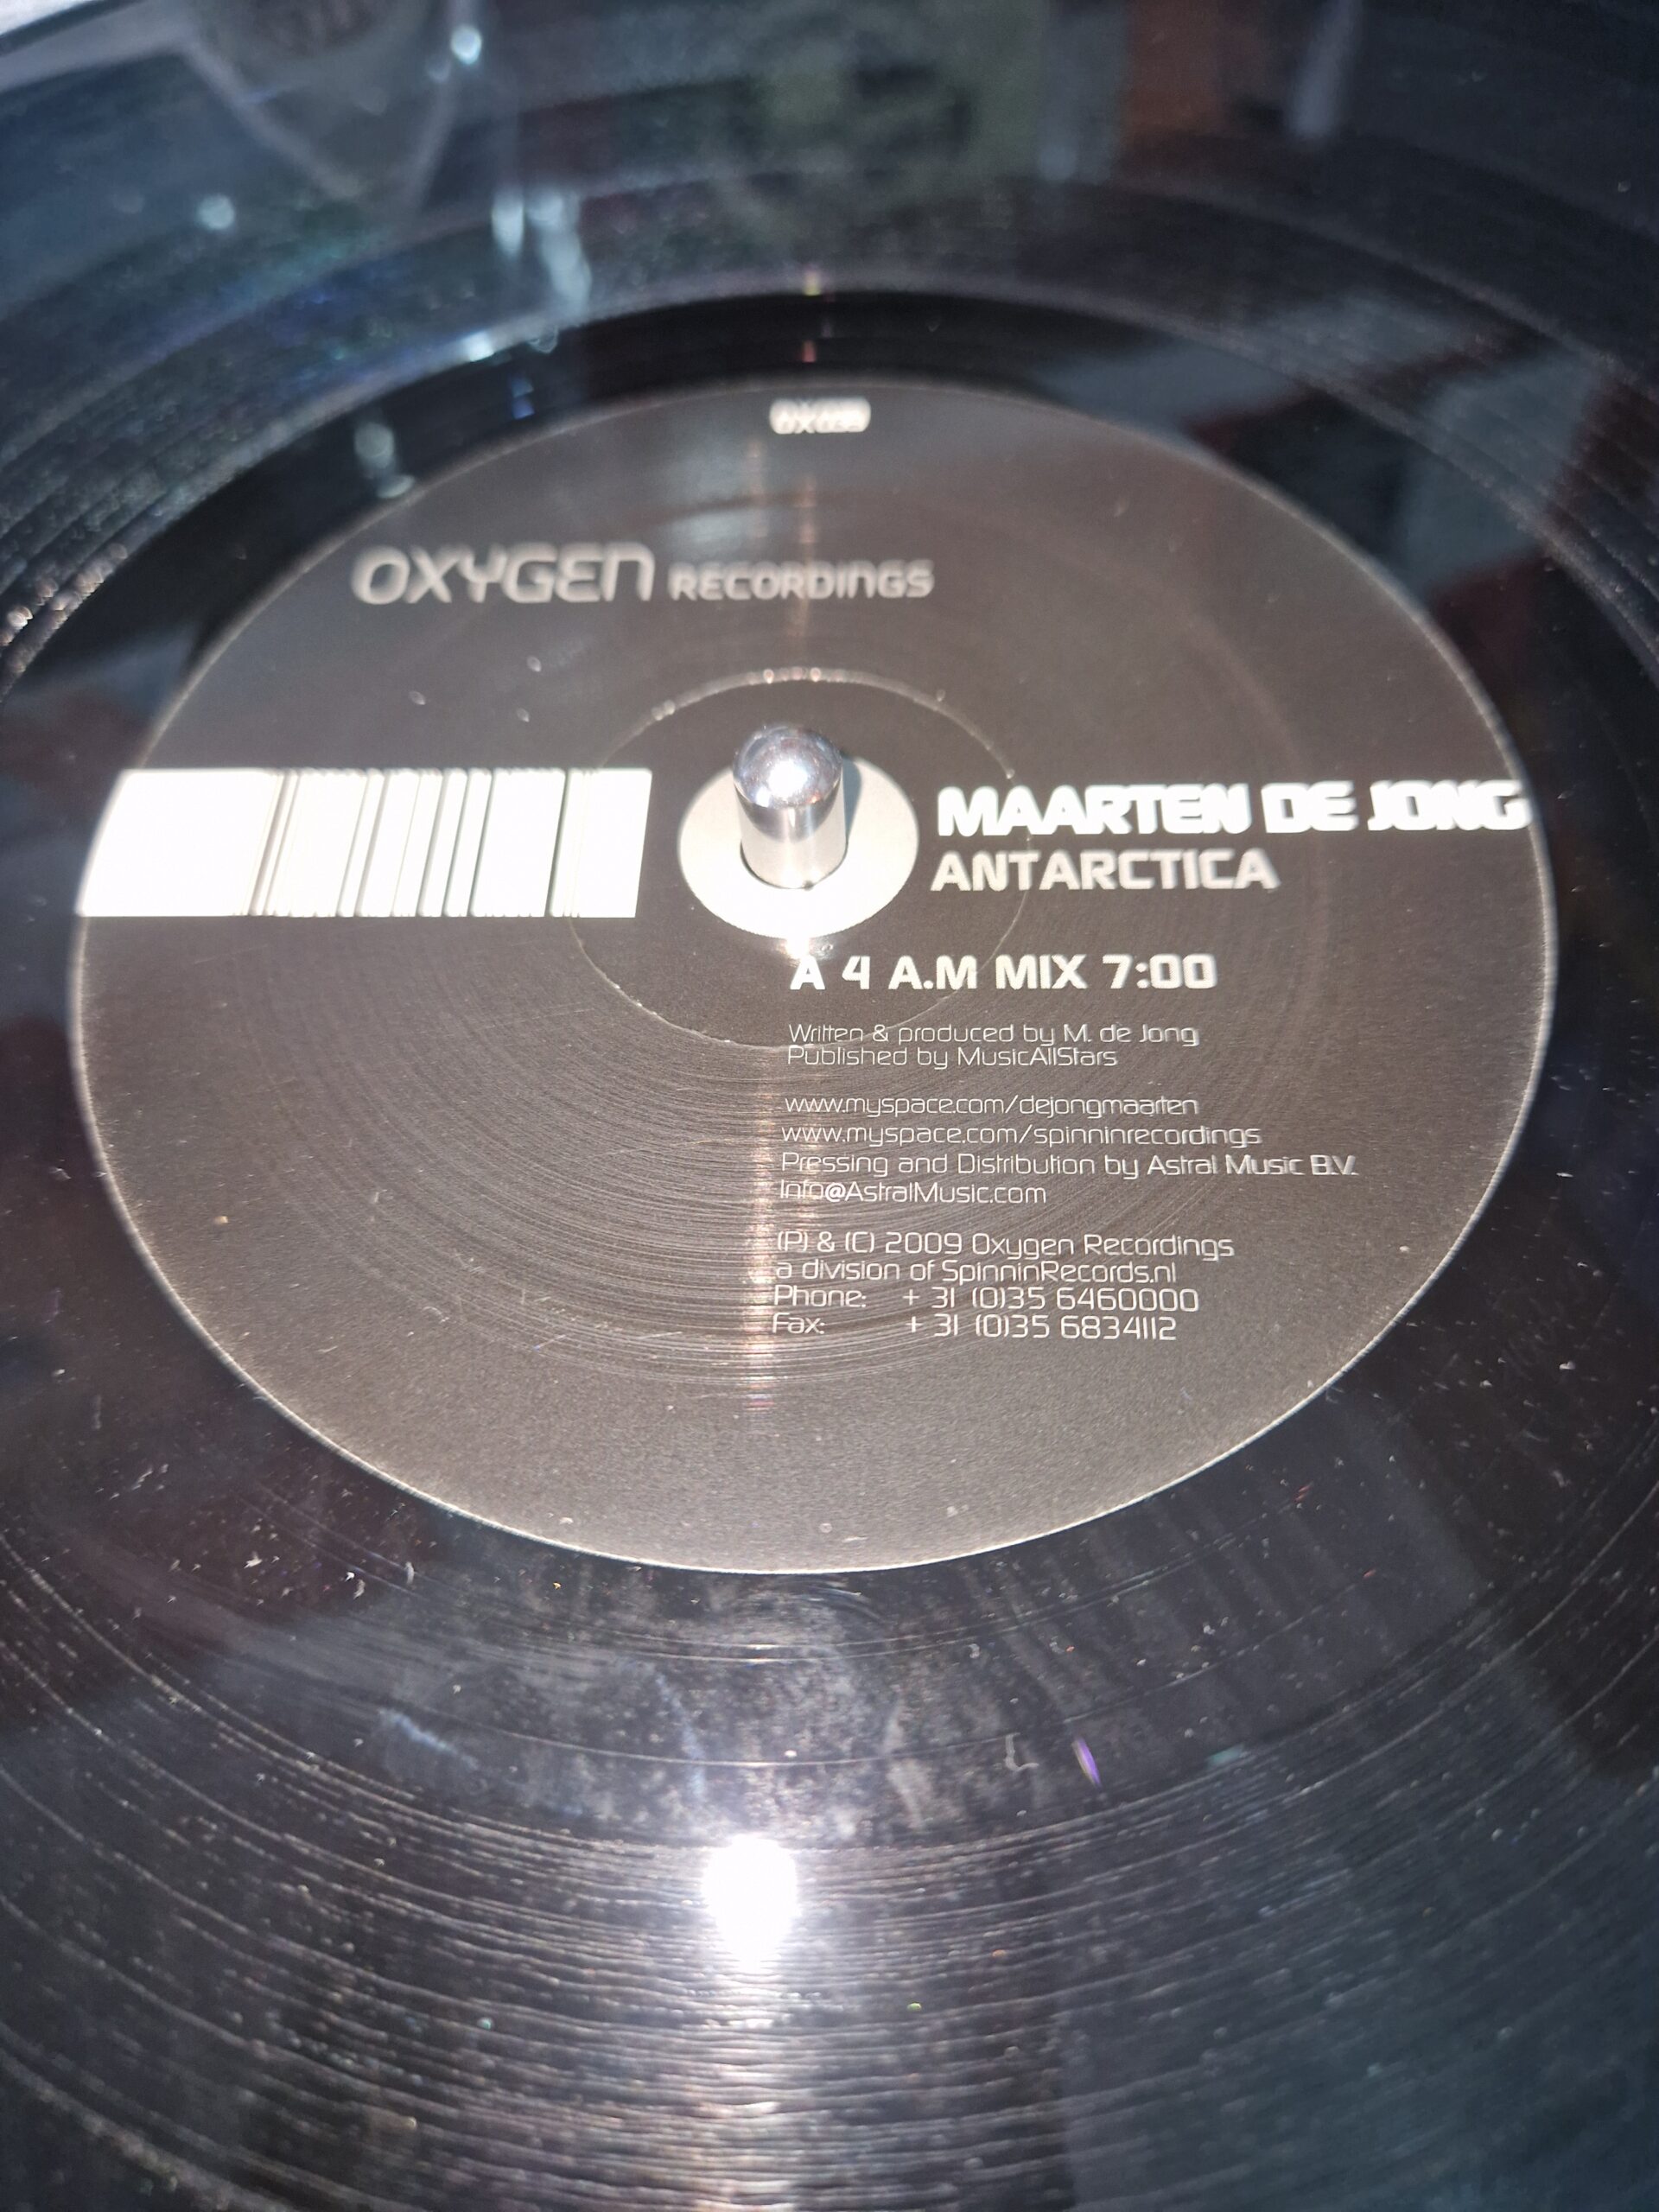 OXYGEN RECORDINGS
MAARTEN DE JONG
ANTARCTICA
A 4 A.M MIX 7:00
Written & produced by M. de Jong
Published by MusicAllStars
www.myspace.com/dejongmaarten
www.myspace.com/spinninrecordings
Pressing and Distribution by Astral Music B.V.
Info@AstralMusic.com
(P) & (C) 2009 Oxygen Recordings
a division of SpinninRecords.nl
Phone: + 31 (0)35 6460000
Fax: + 31 (0)35 6834112